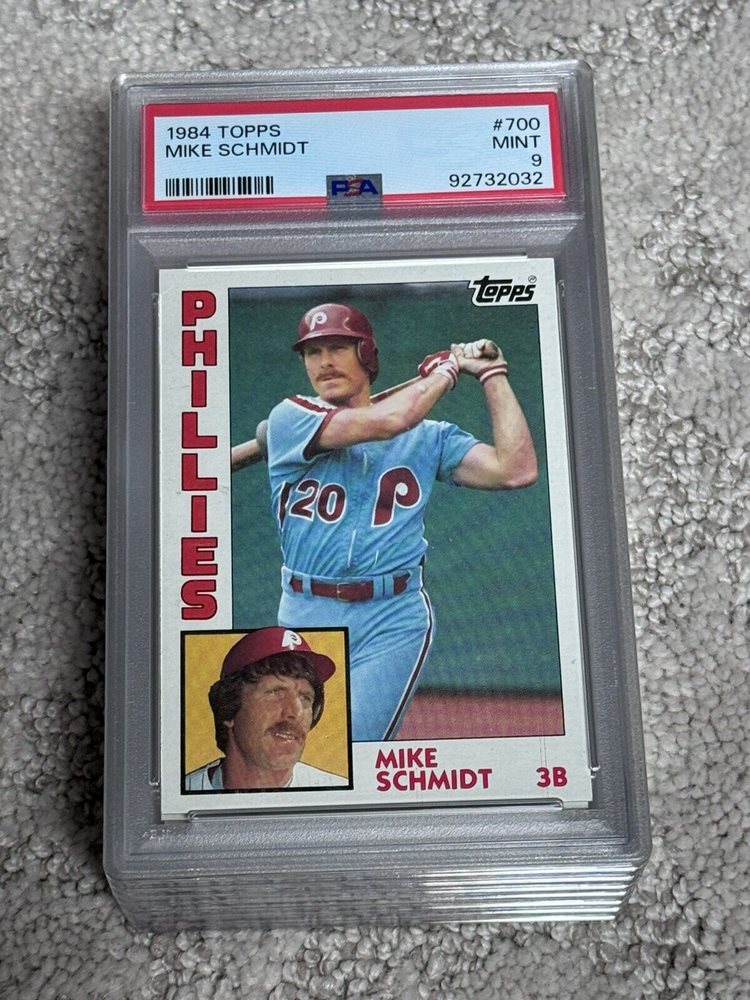 1984 TOPPS
#700
MIKE SCHMIDT
MINT
9
PSA
92732032
topps
PHILLIES
P
20 P
P
MIKE
SCHMIDT
3B